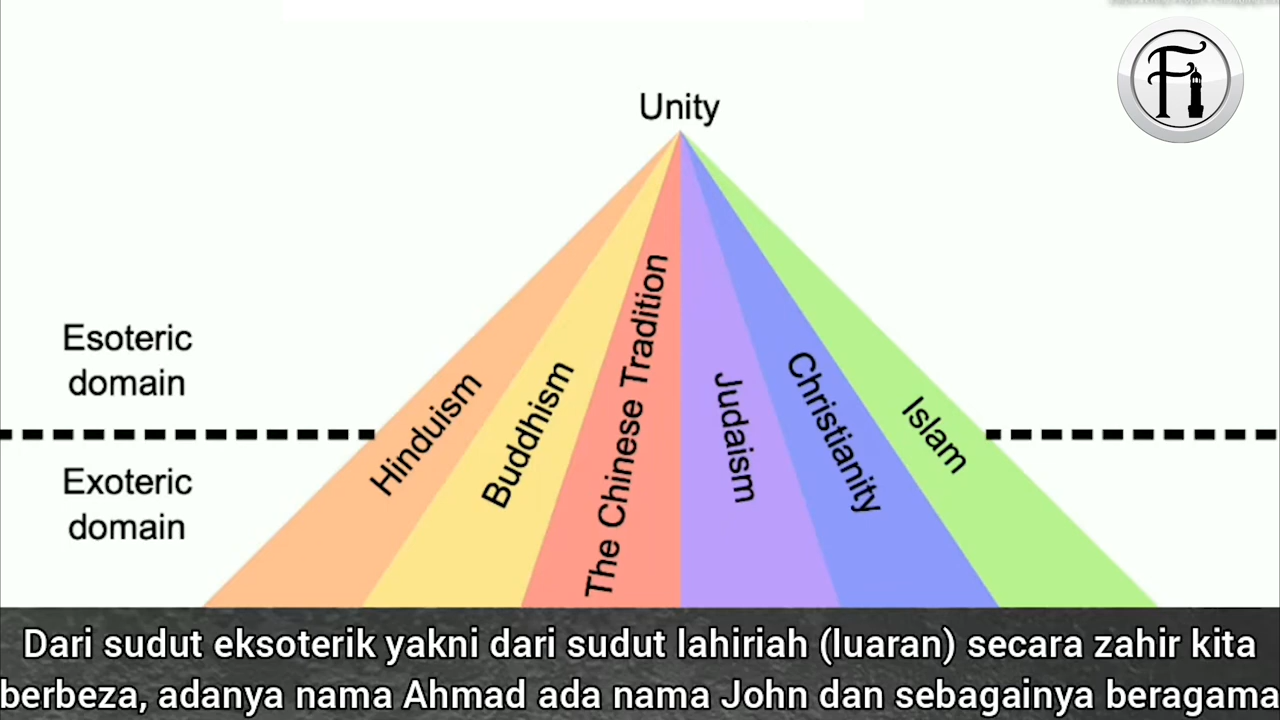 Unity
Fi
Esoteric
domain
Exoteric
domain
Hinduism
Buddhism
The Chinese Tradition
Judaism
Christianity
Islam
Dari sudut eksoterik yakni dari sudut lahiriah (luaran) secara zahir kita
berbeza, adanya nama Ahmad ada nama John dan sebagainya beragama